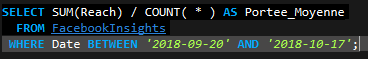 SELECT SUM(Reach) / COUNT( * ) AS Portee_Moyenne
FROM FacebookInsights
WHERE Date BETWEEN '2018-09-20' AND '2018-10-17';